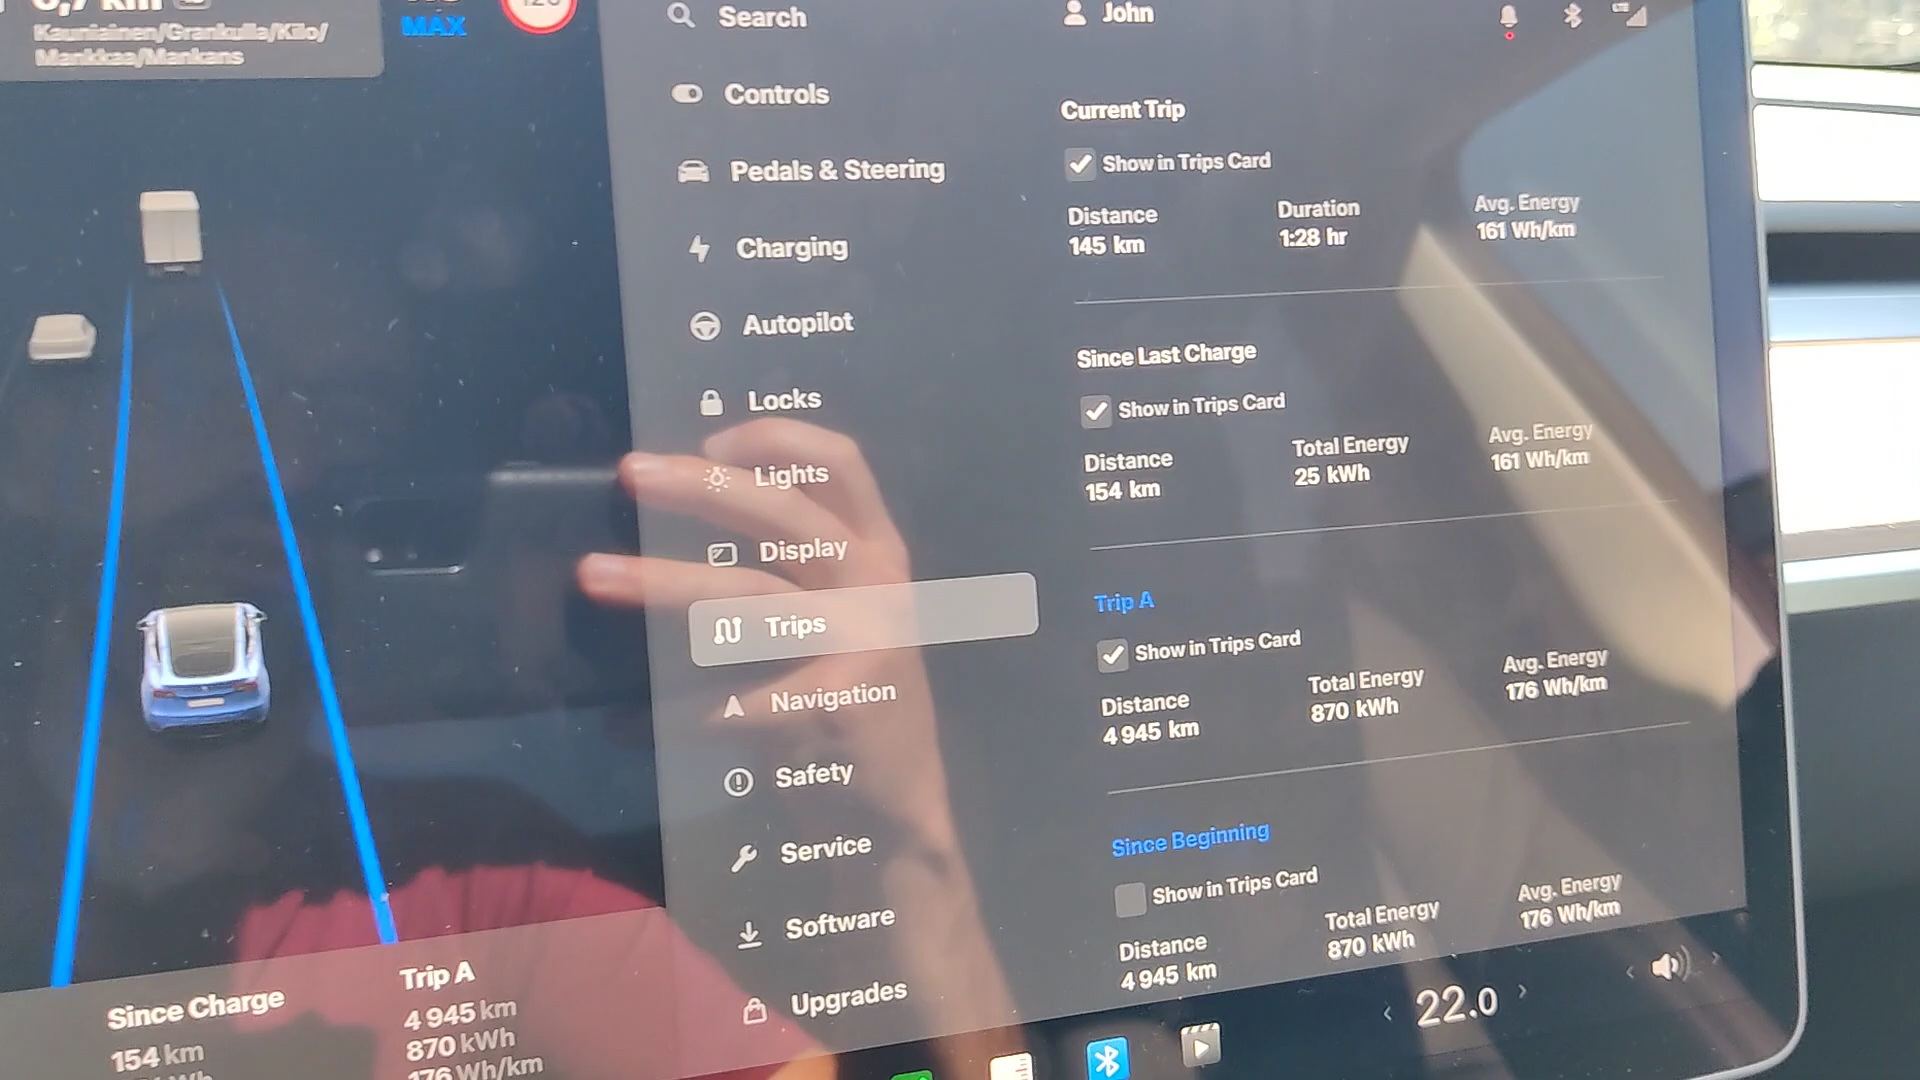 km
Kauniainen/Grankulla/Kilo/
Mankkaa/Mankans
MAX
Search
Controls
Pedals & Steering
Charging
Autopilot
Locks
Lights
Display
Trips
Navigation
Safety
Service
Software
Upgrades
John
LTE
Current Trip
Show in Trips Card
Distance Duration Avg. Energy
145 km 1:28 hr 161 Wh/km
Since Last Charge
Show in Trips Card
Distance Total Energy Avg. Energy
154 km 25 kWh 161 Wh/km
Trip A
Show in Trips Card
Distance Total Energy Avg. Energy
4 945 km 870 kWh 176 Wh/km
Since Beginning
Show in Trips Card
Distance Total Energy Avg. Energy
4 945 km 870 kWh 176 Wh/km
Since Charge
154 km
Trip A
4 945 km
870 kWh
176 Wh/km
22.0